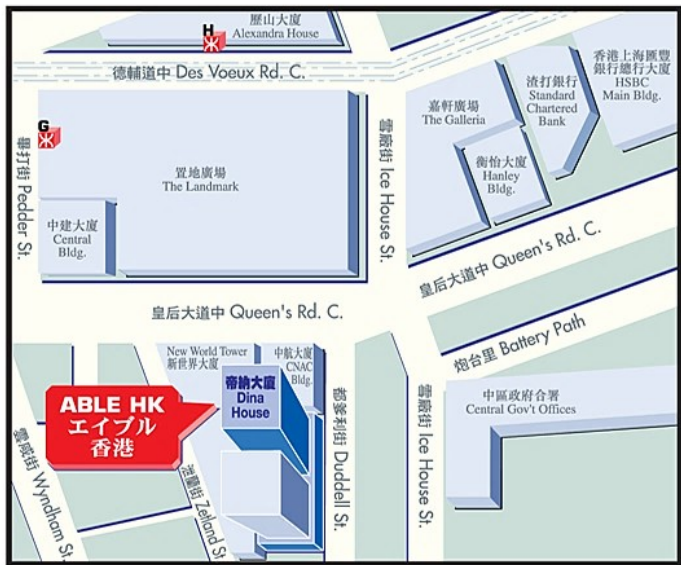 歷山大廈
Alexandra House
H
德輔道中 Des Voeux Rd. C.
香港上海匯豐
銀行總行大廈
HSBC
Main Bldg.
渣打銀行
Standard
Chartered
Bank
嘉軒廣場
The Galleria
衡怡大廈
Hanley
Bldg.
G
畢打街 Pedder St.
置地廣場
The Landmark
雪廠街 Ice House St.
中建大廈
Central
Bldg.
皇后大道中 Queen's Rd. C.
皇后大道中 Queen's Rd. C.
炮台里 Battery Path
New World Tower
新世界大廈
中航大廈
CNAC
Bldg.
帝納大廈
Dina
House
ABLE HK
エイブル
香港
中區政府合署
Central Gov't Offices
雲咸街 Wyndham St.
泄蘭街 Zetland St.
都爹利街 Duddell St.
雪廠街 Ice House St.